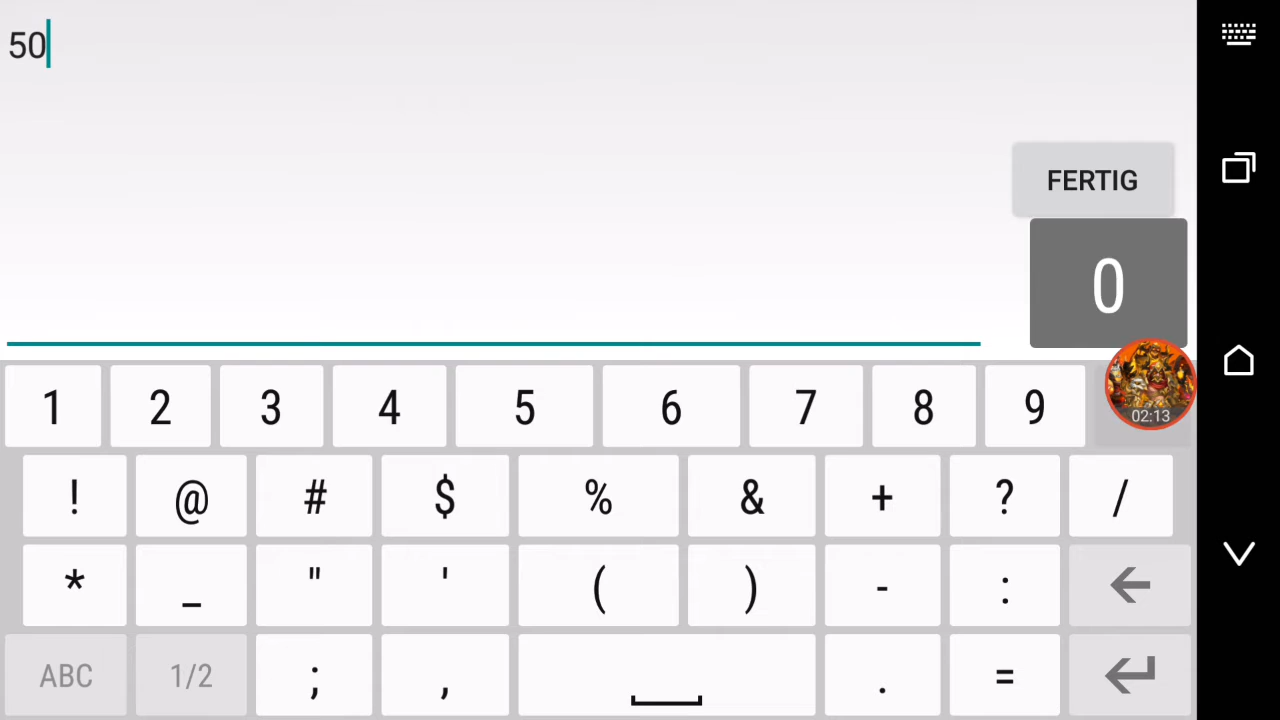 50
FERTIG
0
1 2 3 4 5 6 7 8 9
02:13
! @ # $ % & + ? /
* _ " ' ( ) - :
ABC 1/2 ; , . =